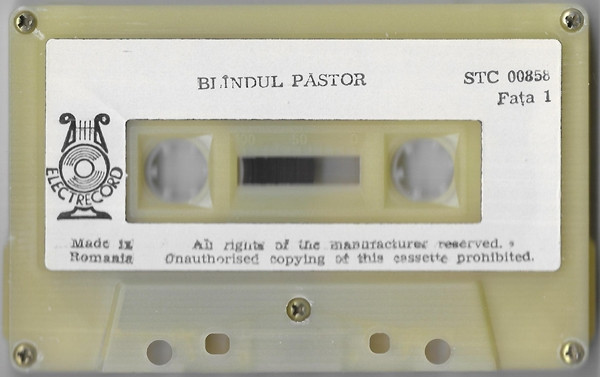 BLÎNDUL PĂSTOR
STC 00858
Fața 1
ELECTRECORD
Made in
Romania
All rights of the manufacturer reserved.
Unauthorised copying of this cassette prohibited.